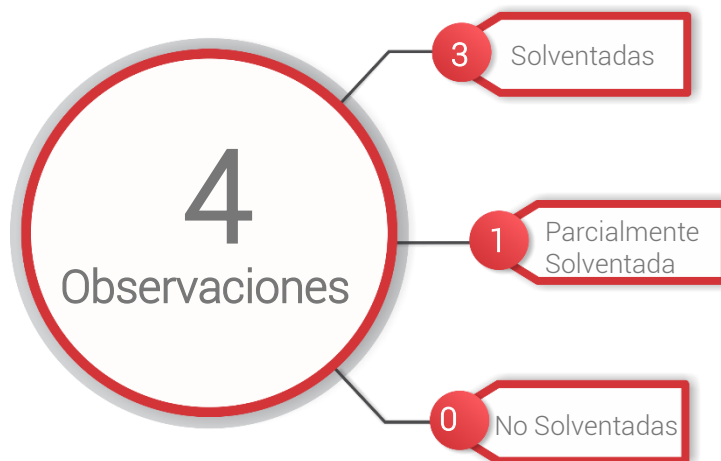 4
Observaciones
3
Solventadas
1
Parcialmente
Solventada
0
No Solventadas